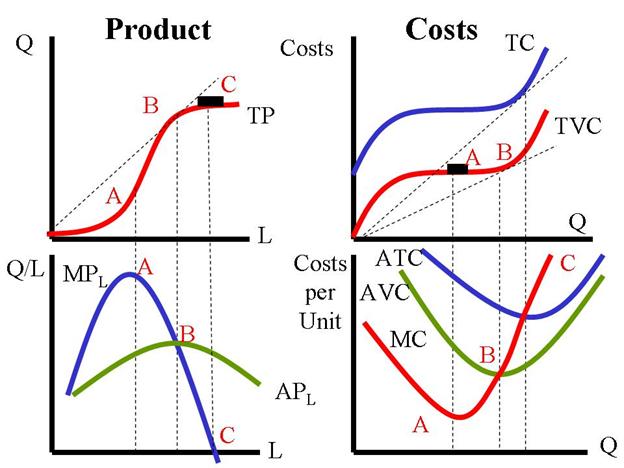 Product
Q
A
B
C
TP
L
Costs
Costs
TC
TVC
A
B
Q
Q/L
MPL
A
B
C
APL
L
Costs
per
Unit
ATC
AVC
MC
A
B
C
Q